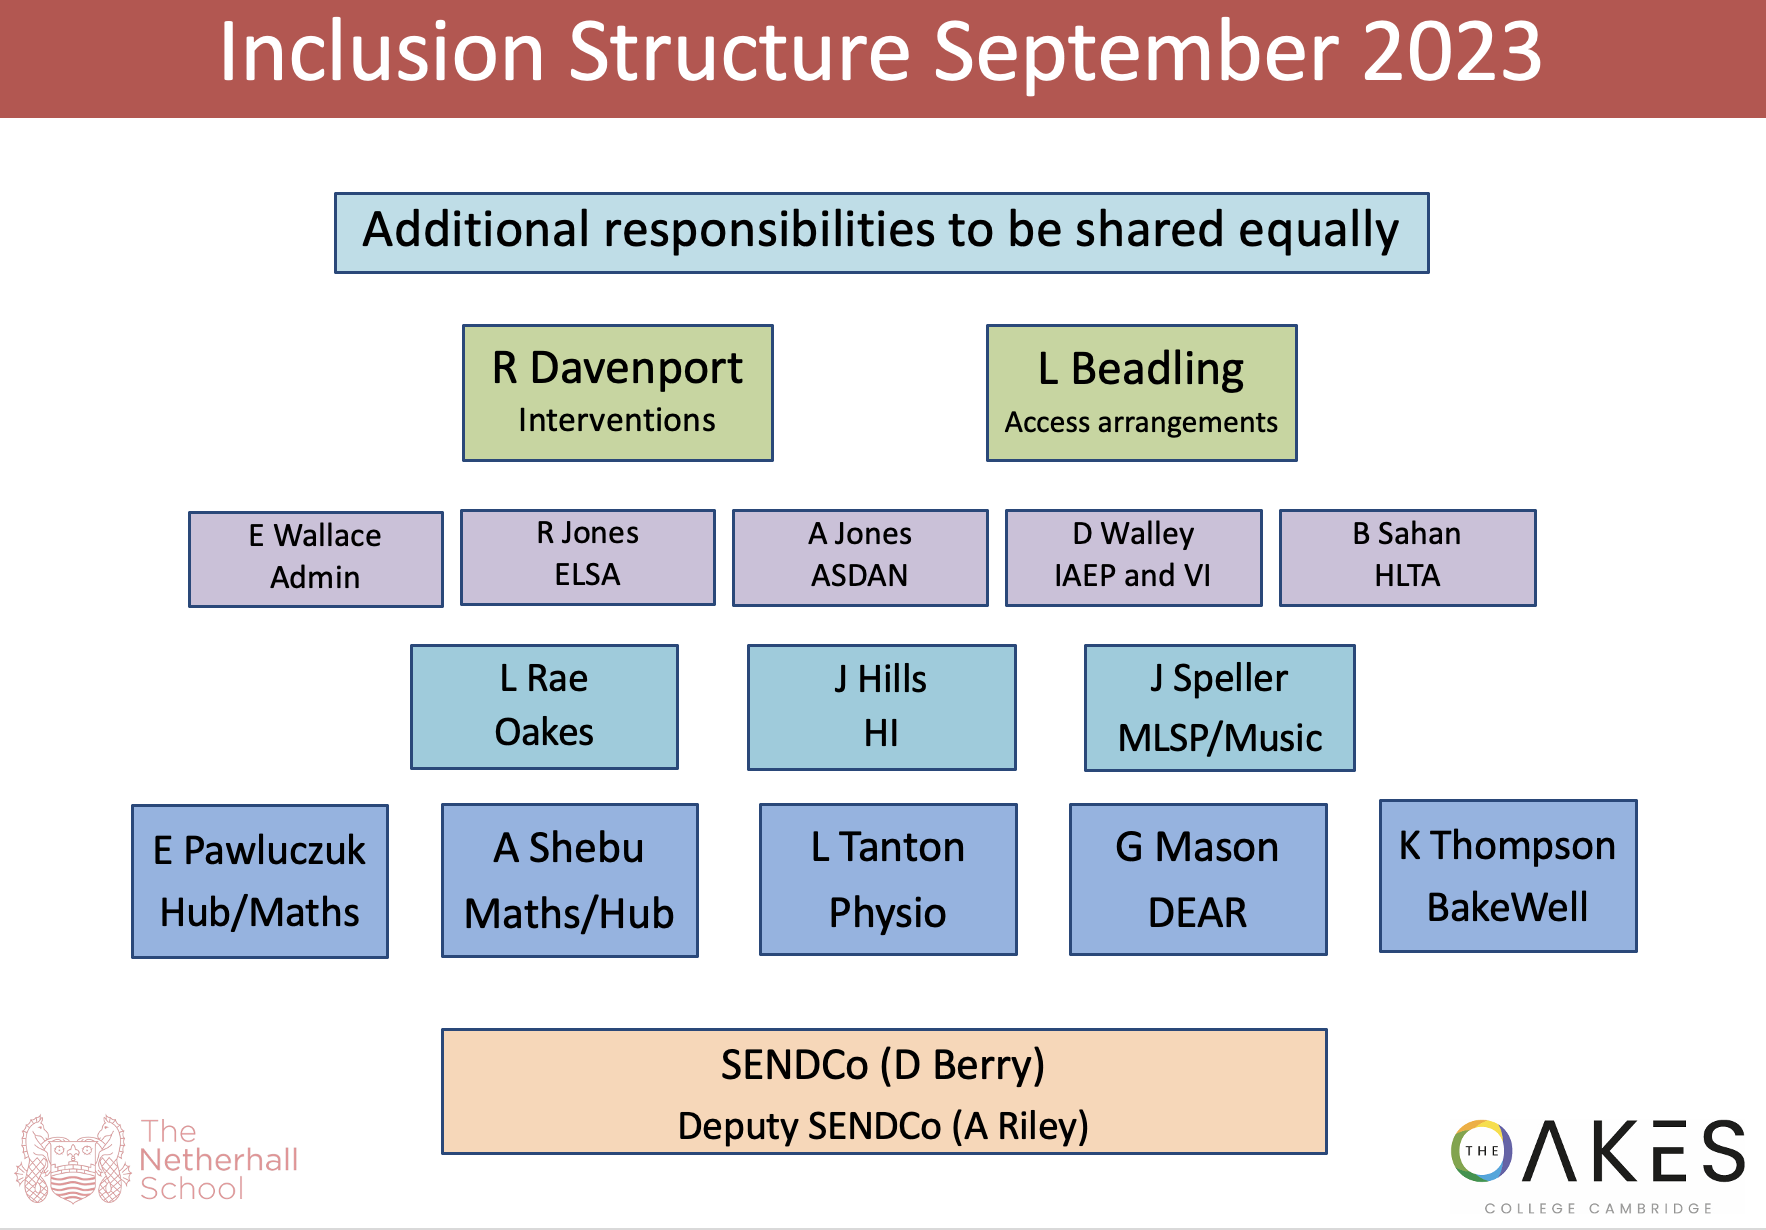 Inclusion Structure September 2023
Additional responsibilities to be shared equally
R Davenport
Interventions
L Beadling
Access arrangements
E Wallace
Admin
R Jones
ELSA
A Jones
ASDAN
D Walley
IAEP and VI
B Sahan
HLTA
L Rae
Oakes
J Hills
HI
J Speller
MLSP/Music
E Pawluczuk
Hub/Maths
A Shebu
Maths/Hub
L Tanton
Physio
G Mason
DEAR
K Thompson
BakeWell
SENDCo (D Berry)
Deputy SENDCo (A Riley)
The
Netherhall
School
THE OAKES
COLLEGE CAMBRIDGE